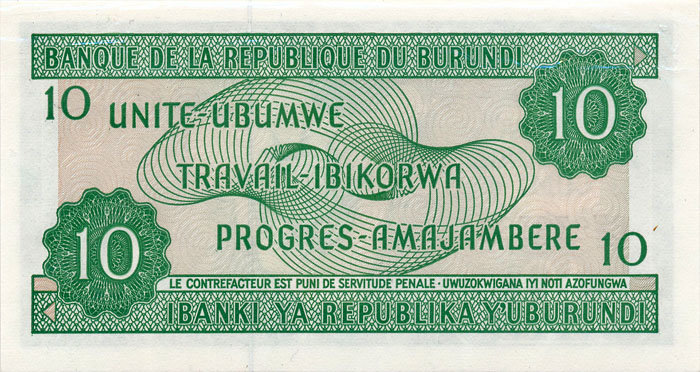 BANQUE DE LA REPUBLIQUE DU BURUNDI
10
UNITE-UBUMWE
10
TRAVAIL-IBIKORWA
PROGRES-AMAJAMBERE
10
10
LE CONTREFACTEUR EST PUNI DE SERVITUDE PENALE · UWUZOKWIGANA IYI NOTI AZOFUNGWA
IBANKI YA REPUBLIKA Y'UBURUNDI